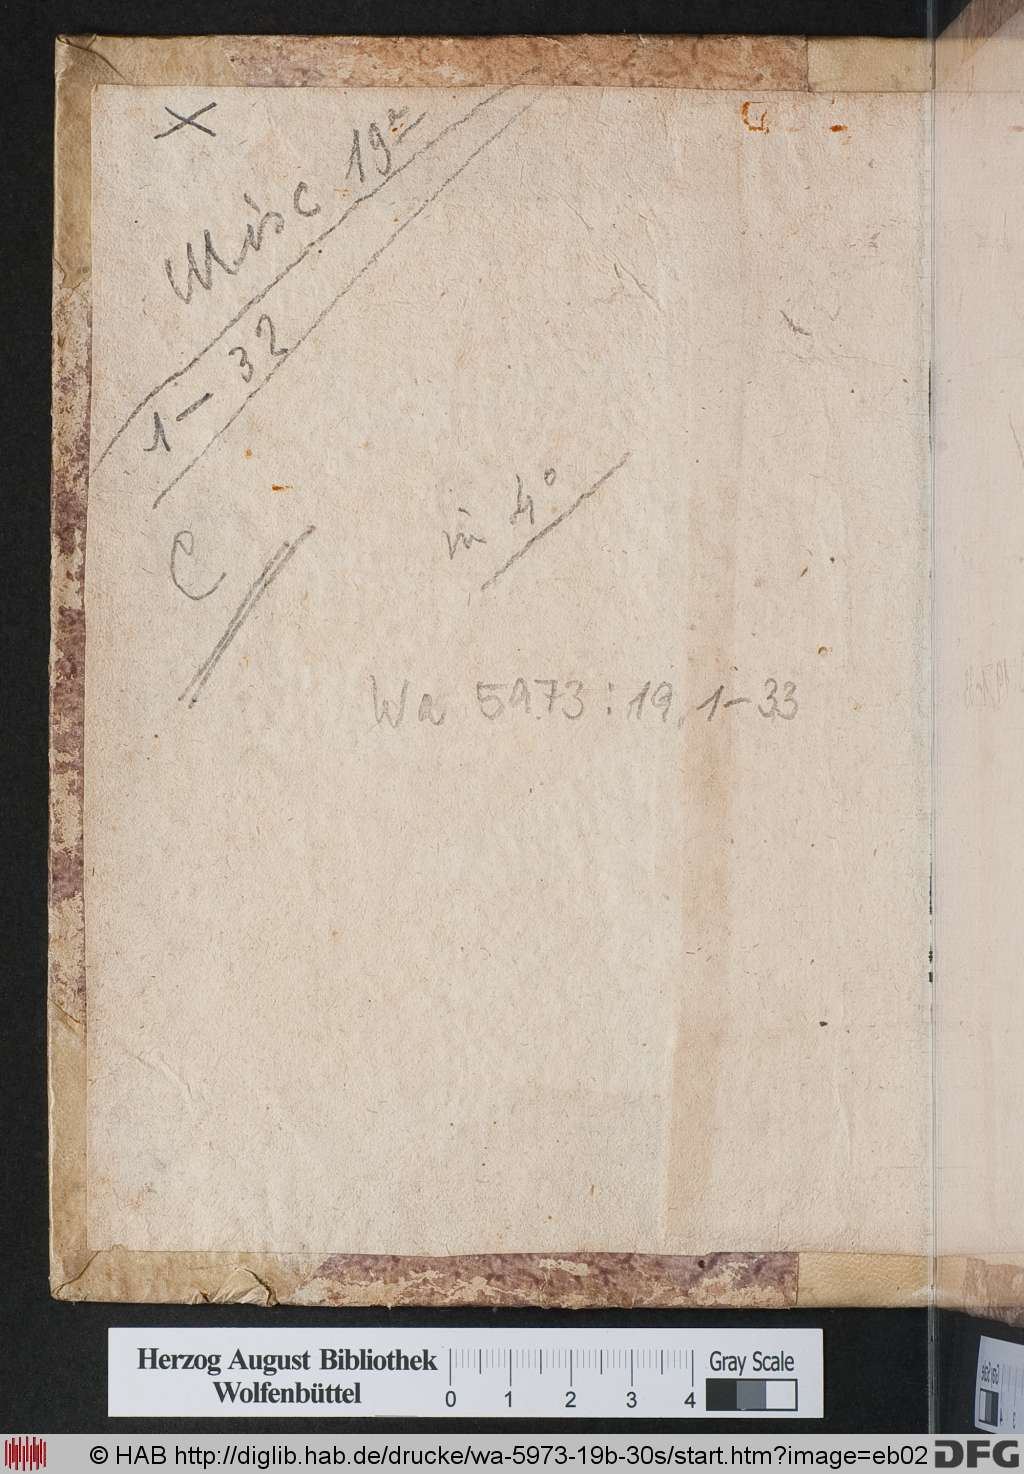 X
Misc 19a
1-32
C
in 4°
Wa 5973:19, 1-33
Herzog August Bibliothek
Wolfenbüttel
0 1 2 3 4
Gray Scale
© HAB http://diglib.hab.de/drucke/wa-5973-19b-30s/start.htm?image=eb02
DFG